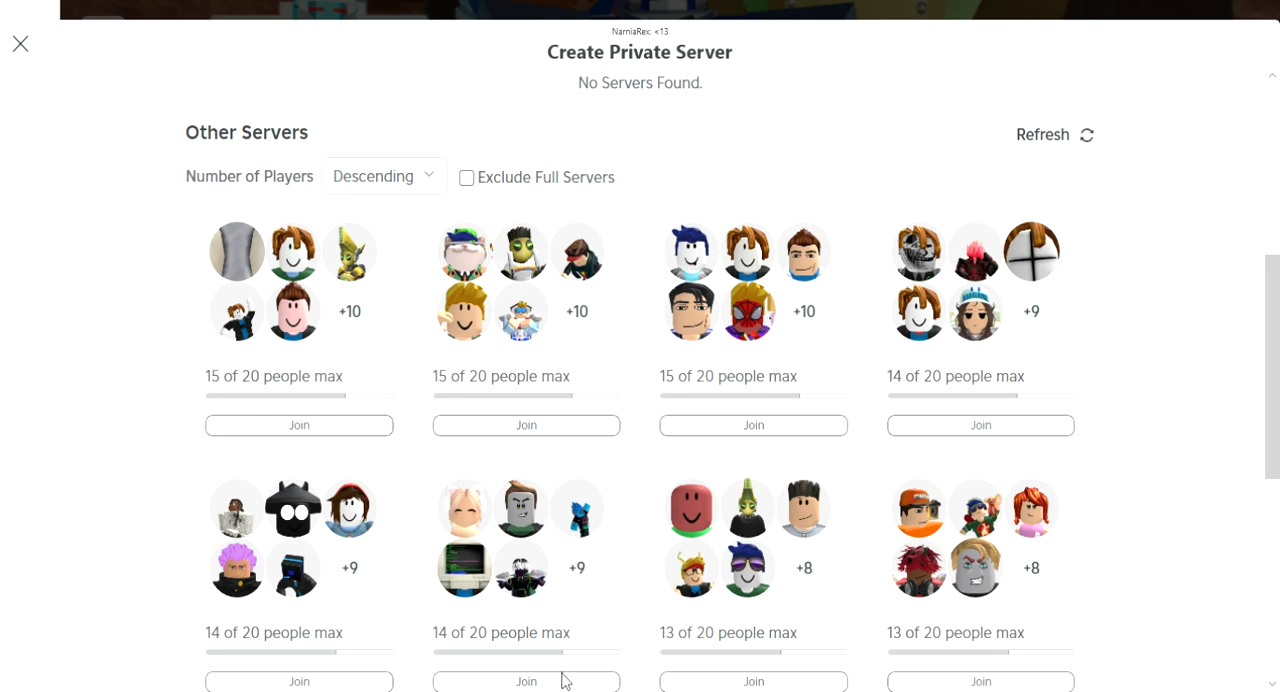 NarniaRex: <13
Create Private Server
No Servers Found.
Other Servers
Refresh
Number of Players Descending Exclude Full Servers
+10 +10 +10 +9
15 of 20 people max 15 of 20 people max 15 of 20 people max 14 of 20 people max
Join Join Join Join
+9 +9 +8 +8
14 of 20 people max 14 of 20 people max 13 of 20 people max 13 of 20 people max
Join Join Join Join